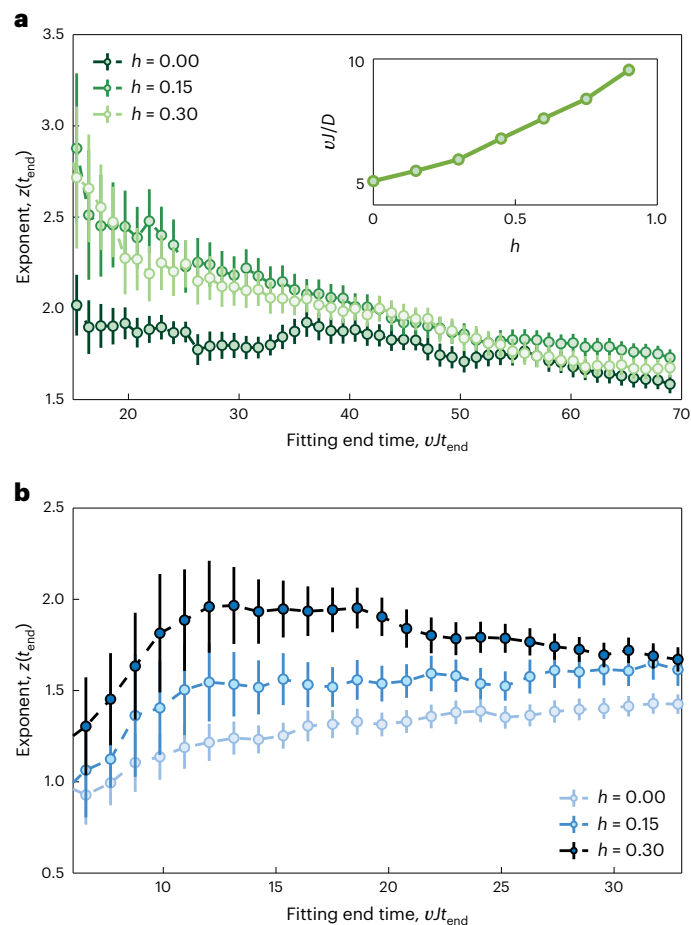 a
3.5
3.0
2.5
2.0
1.5
Exponent, z(t_end)
h = 0.00
h = 0.15
h = 0.30
10
5
υJ/D
0
0.5
1.0
h
20
30
40
50
60
70
Fitting end time, υJt_end
b
2.5
2.0
1.5
1.0
0.5
Exponent, z(t_end)
h = 0.00
h = 0.15
h = 0.30
10
15
20
25
30
Fitting end time, υJt_end